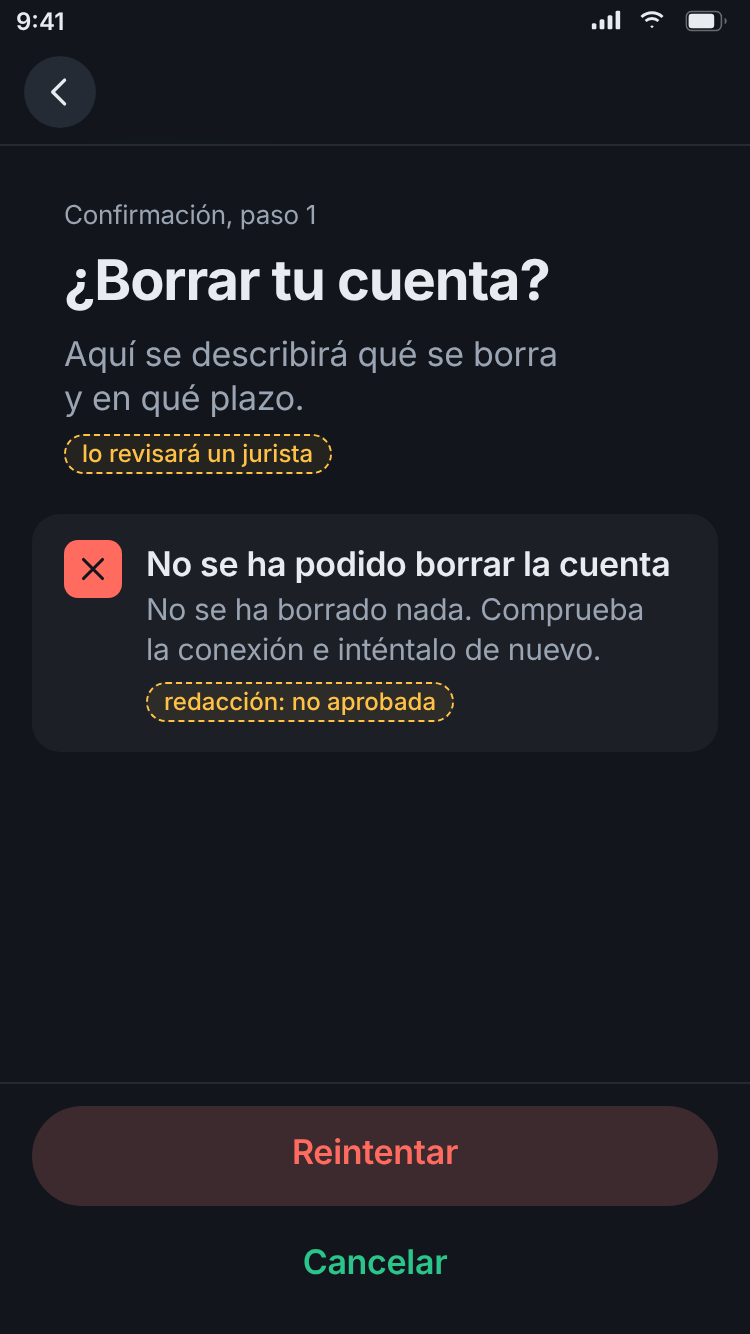 9:41
Confirmación, paso 1
¿Borrar tu cuenta?
Aquí se describirá qué se borra
y en qué plazo.
lo revisará un jurista
No se ha podido borrar la cuenta
No se ha borrado nada. Comprueba
la conexión e inténtalo de nuevo.
redacción: no aprobada
Reintentar
Cancelar